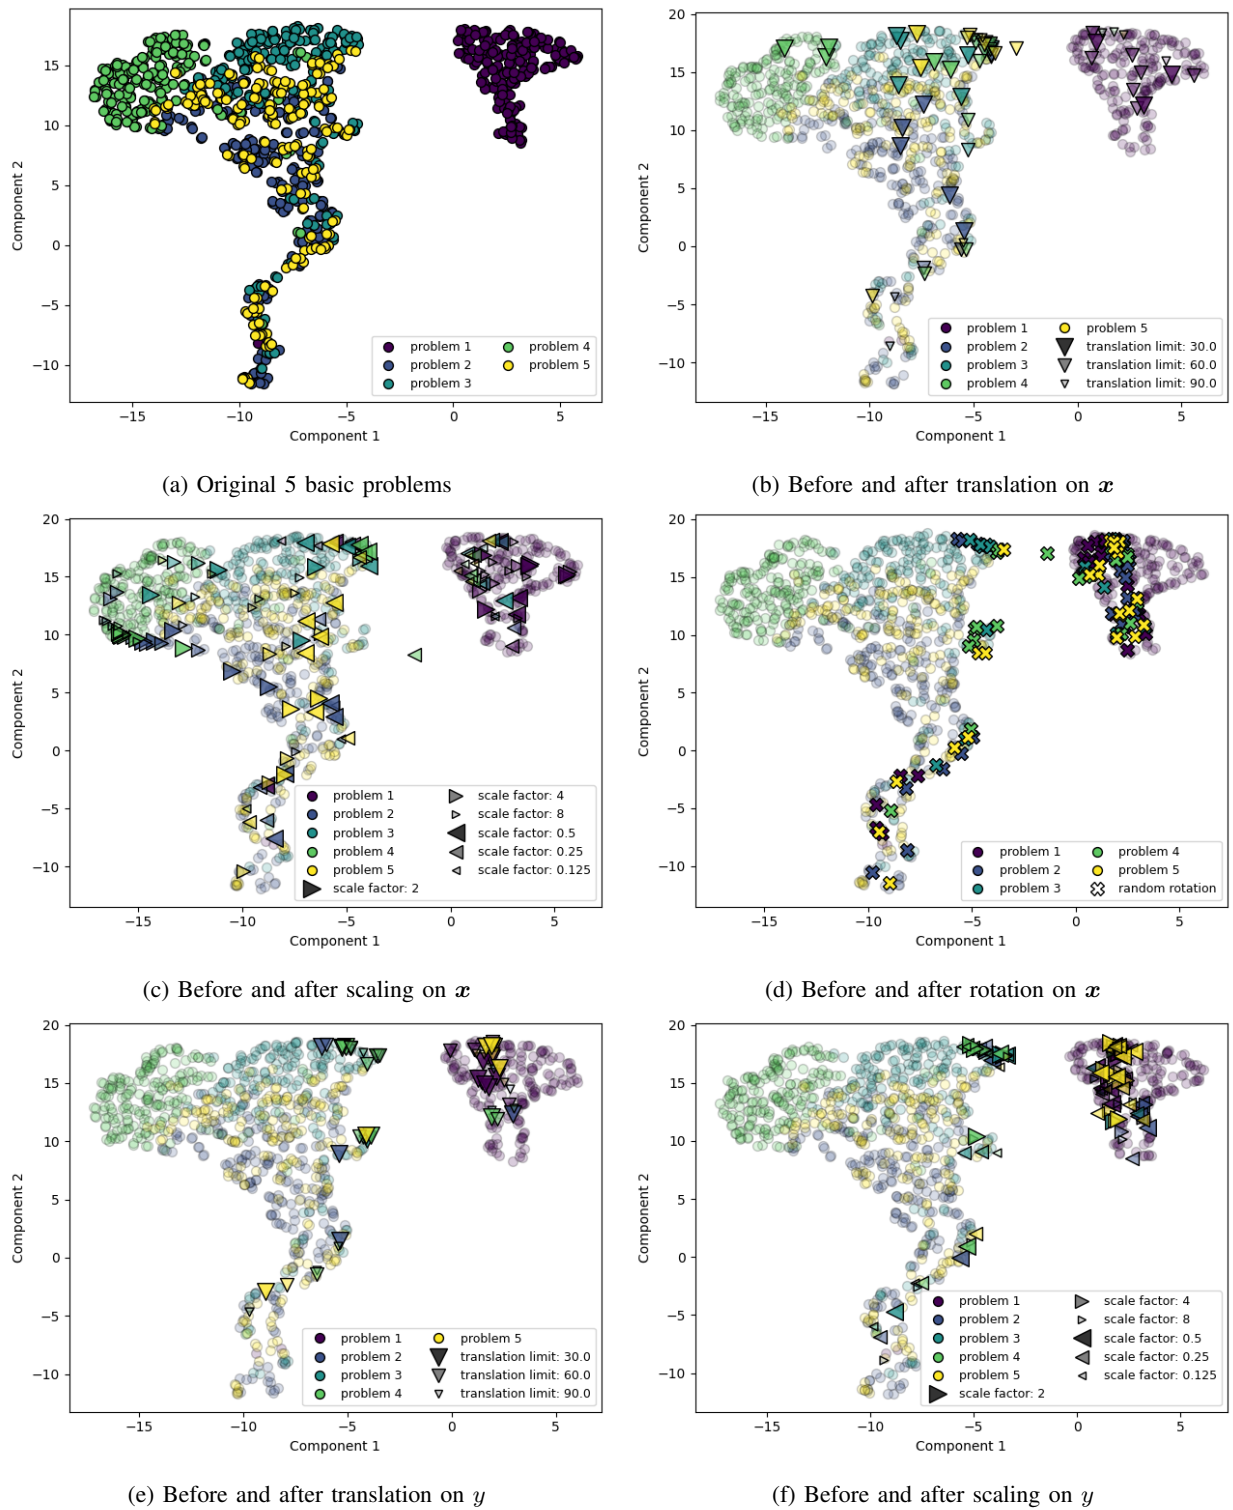 15
10
5
0
−5
−10
Component 2
problem 1
problem 2
problem 3
problem 4
problem 5
−15 −10 −5 0 5
Component 1
(a) Original 5 basic problems
20
15
10
5
0
−5
−10
Component 2
problem 1
problem 2
problem 3
problem 4
problem 5
translation limit: 30.0
translation limit: 60.0
translation limit: 90.0
−15 −10 −5 0 5
Component 1
(b) Before and after translation on x
20
15
10
5
0
−5
−10
Component 2
problem 1
problem 2
problem 3
problem 4
problem 5
scale factor: 2
scale factor: 4
scale factor: 8
scale factor: 0.5
scale factor: 0.25
scale factor: 0.125
−15 −10 −5 0 5
Component 1
(c) Before and after scaling on x
20
15
10
5
0
−5
−10
Component 2
problem 1
problem 2
problem 3
problem 4
problem 5
random rotation
−15 −10 −5 0 5
Component 1
(d) Before and after rotation on x
20
15
10
5
0
−5
−10
Component 2
problem 1
problem 2
problem 3
problem 4
problem 5
translation limit: 30.0
translation limit: 60.0
translation limit: 90.0
−15 −10 −5 0 5
Component 1
(e) Before and after translation on y
20
15
10
5
0
−5
−10
Component 2
problem 1
problem 2
problem 3
problem 4
problem 5
scale factor: 2
scale factor: 4
scale factor: 8
scale factor: 0.5
scale factor: 0.25
scale factor: 0.125
−15 −10 −5 0 5
Component 1
(f) Before and after scaling on y